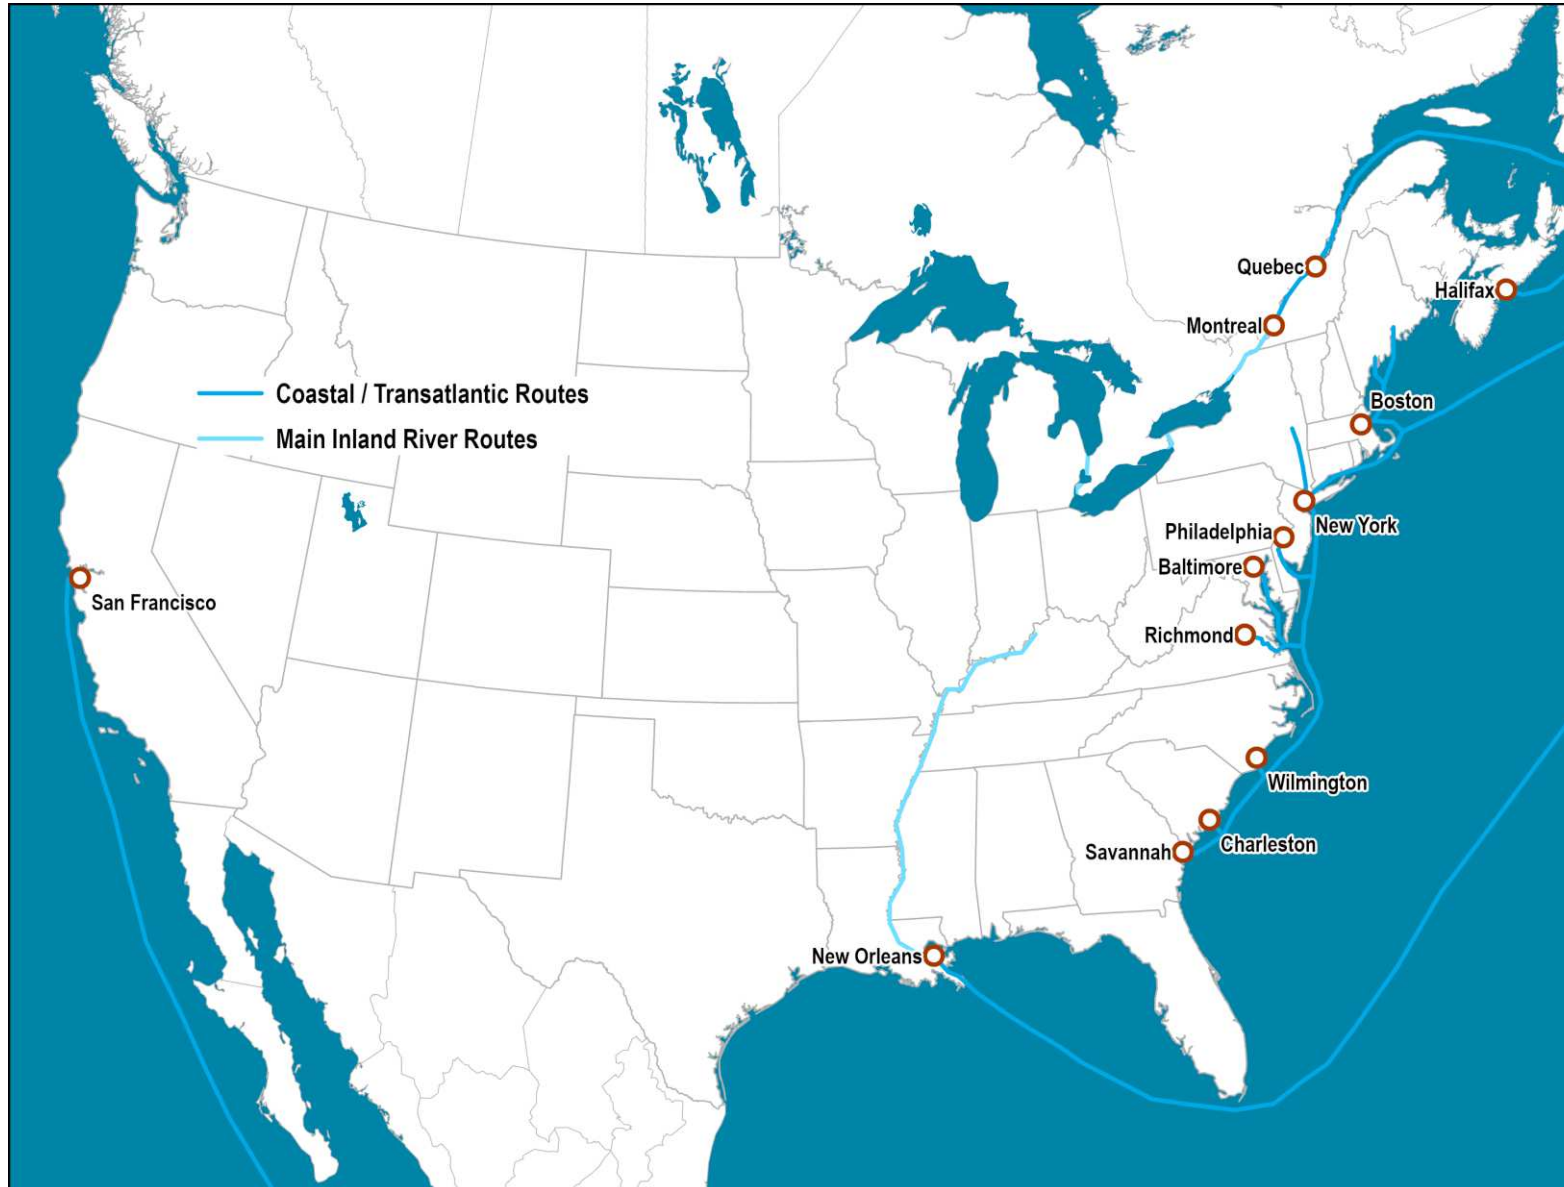 Quebec
Halifax
Montreal
Coastal / Transatlantic Routes
Boston
Main Inland River Routes
New York
Philadelphia
Baltimore
San Francisco
Richmond
Wilmington
Charleston
Savannah
New Orleans